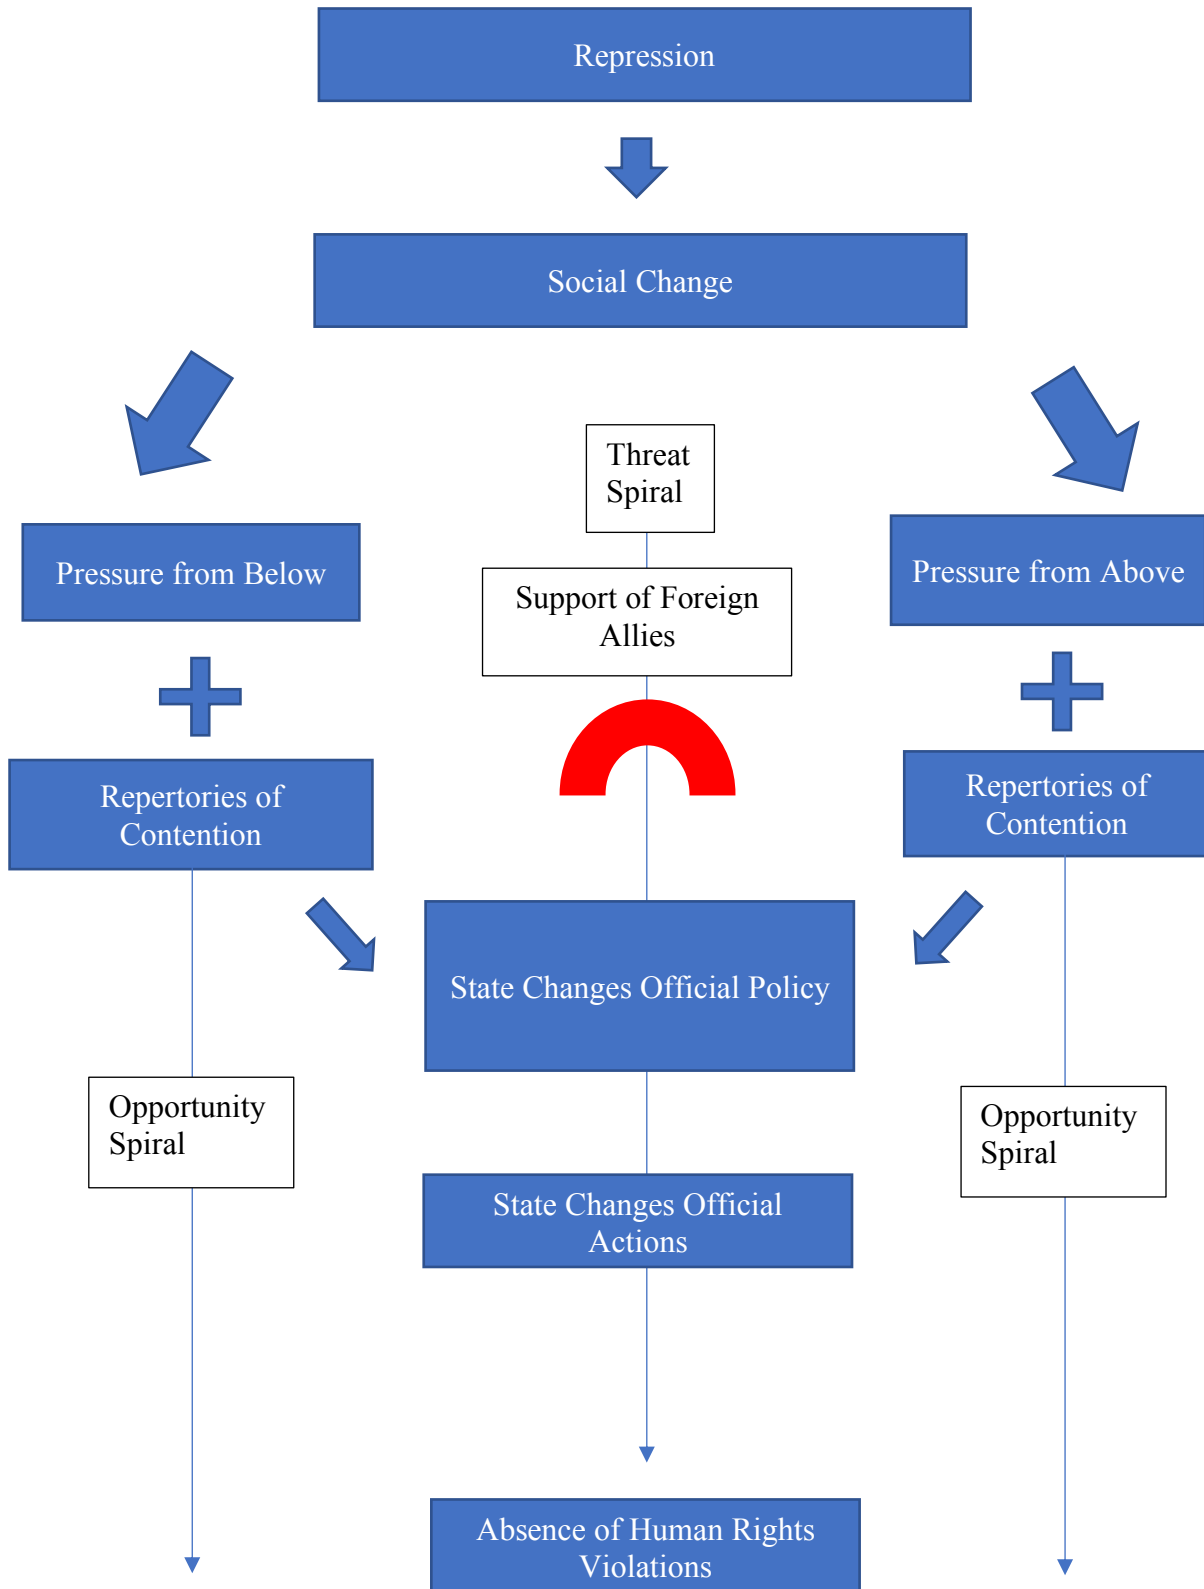 Repression
Social Change
Threat
Spiral
Pressure from Below
Support of Foreign
Allies
Pressure from Above
Repertories of
Contention
Repertories of
Contention
State Changes Official Policy
Opportunity
Spiral
Opportunity
Spiral
State Changes Official
Actions
Absence of Human Rights
Violations